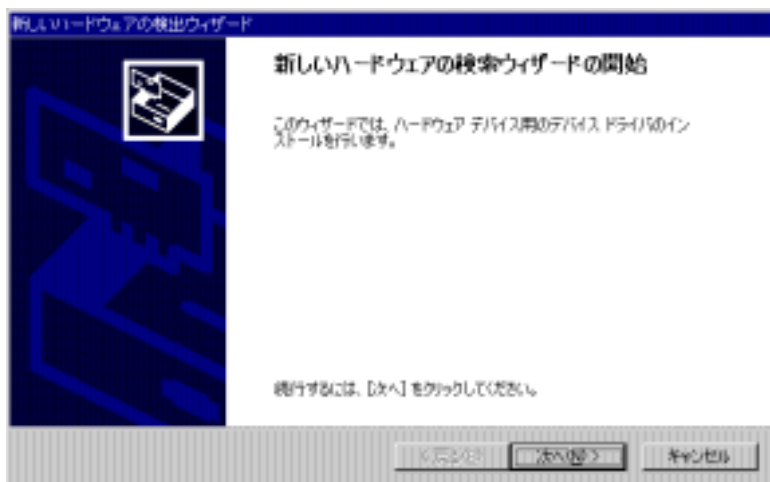 新しいハードウェアの検出ウィザード
新しいハードウェアの検索ウィザードの開始
このウィザードでは、ハードウェア デバイス用のデバイス ドライバのイン
ストールを行います。
続行するには、[次へ] をクリックしてください。
< 戻る(B)
次へ(N) >
キャンセル